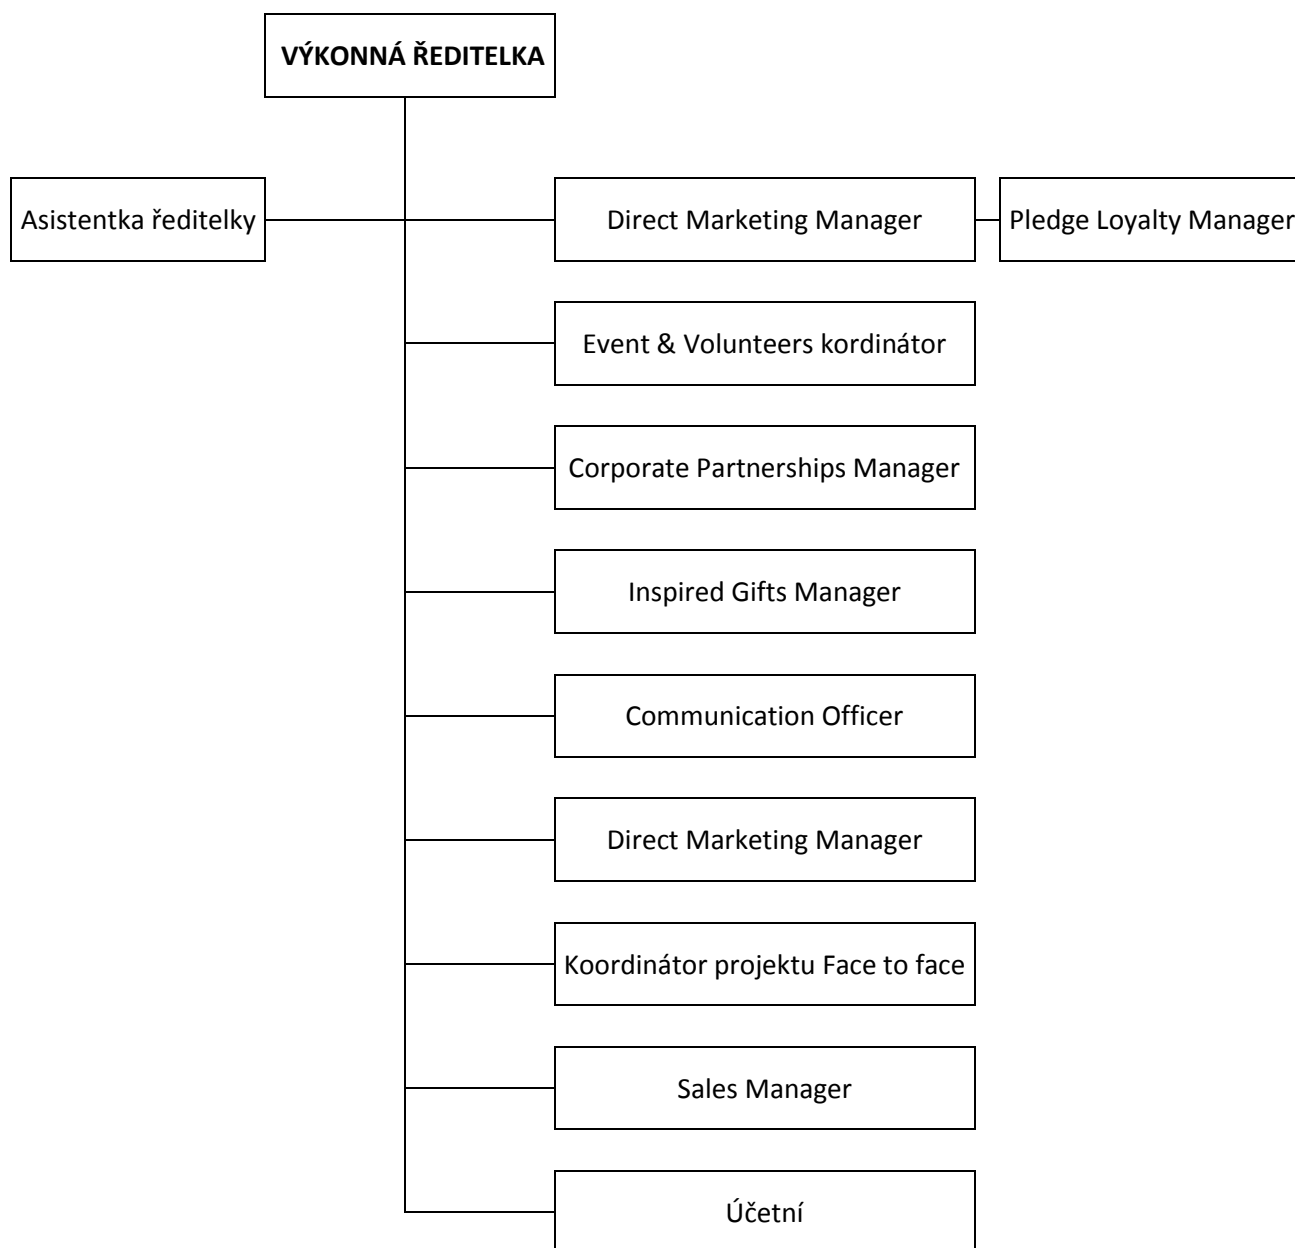 VÝKONNÁ ŘEDITELKA
Asistentka ředitelky
Direct Marketing Manager
Pledge Loyalty Manager
Event & Volunteers kordinátor
Corporate Partnerships Manager
Inspired Gifts Manager
Communication Officer
Direct Marketing Manager
Koordinátor projektu Face to face
Sales Manager
Účetní